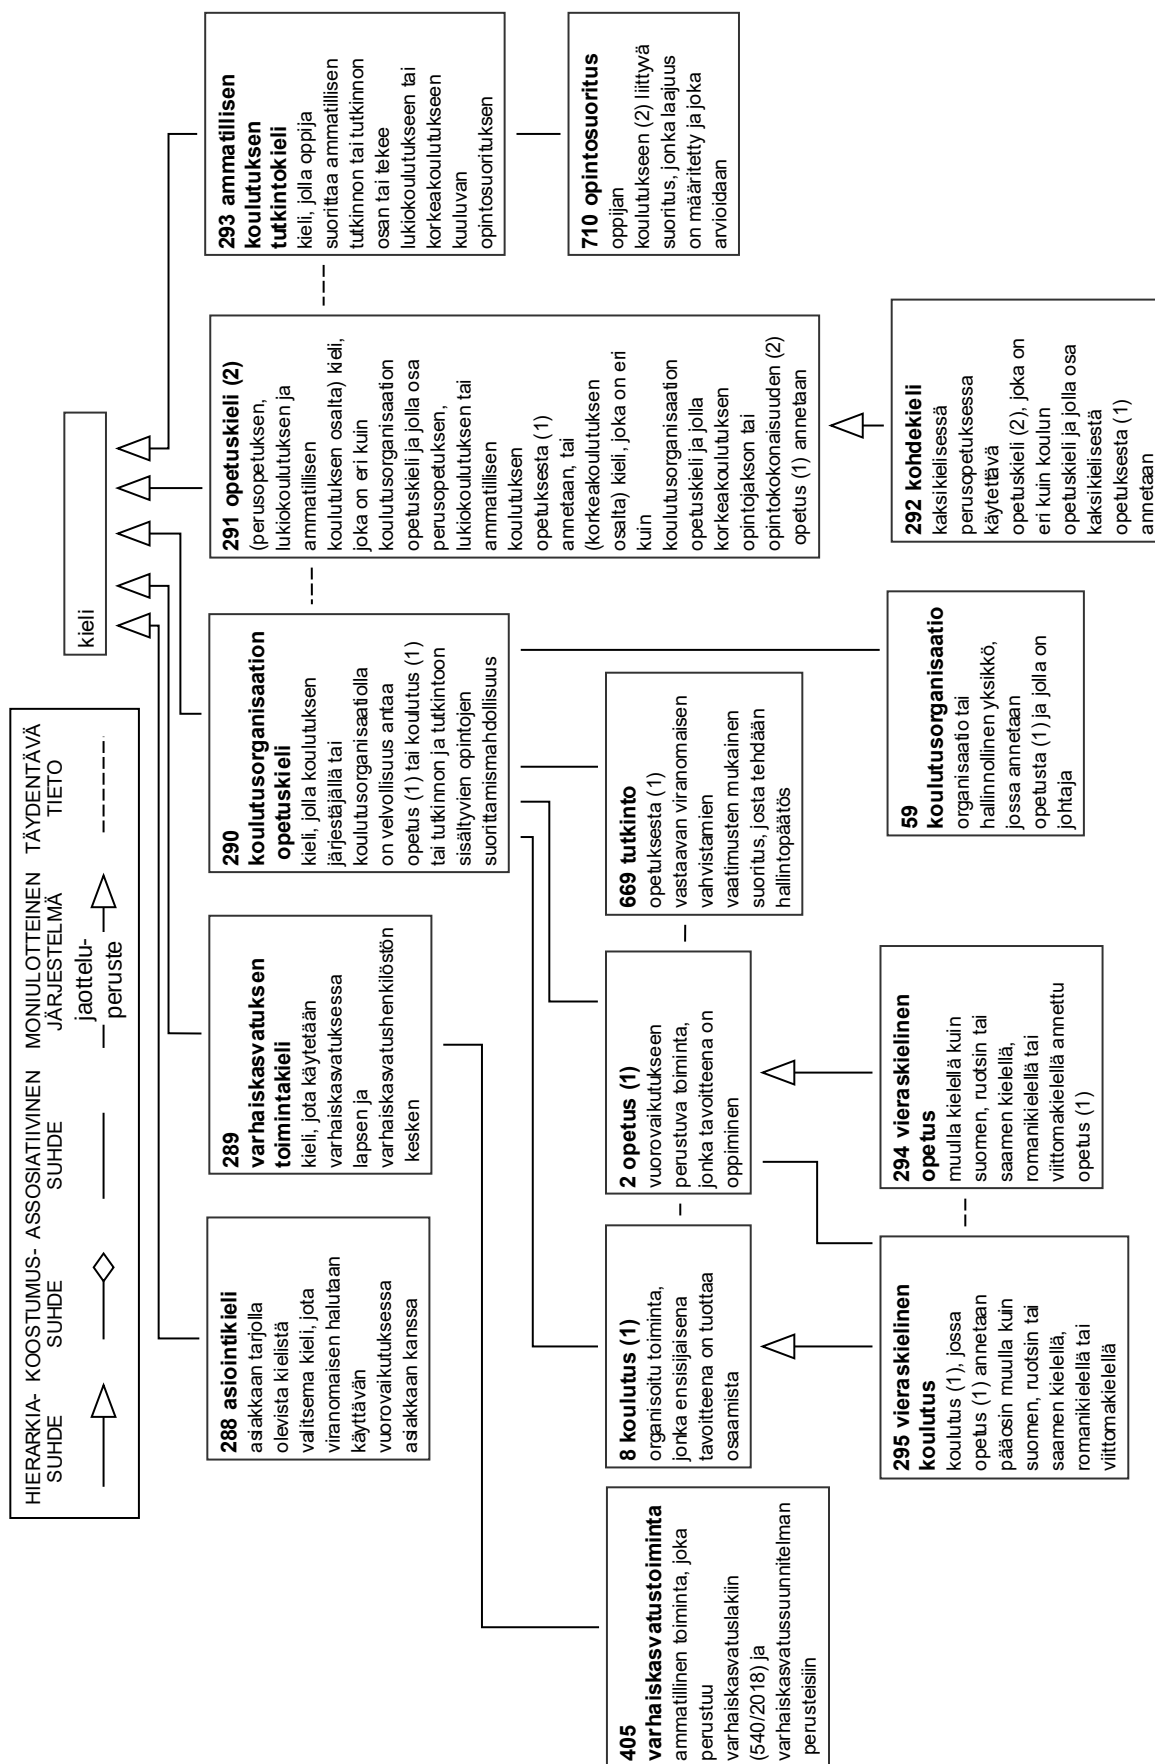 HIERARKIA-
SUHDE
KOOSTUMUS-
SUHDE
ASSOSIATIIVINEN
SUHDE
MONIULOTTEINEN
JÄRJESTELMÄ
jaottelu-
peruste
TÄYDENTÄVÄ
TIETO
kieli
288 asiointikieli
asiakkaan tarjolla
olevista kielistä
valitsema kieli, jota
viranomaisen halutaan
käyttävän
vuorovaikutuksessa
asiakkaan kanssa
289
varhaiskasvatuksen
toimintakieli
kieli, jota käytetään
varhaiskasvatuksessa
lapsen ja
varhaiskasvatushenkilöstön
kesken
290
koulutusorganisaation
opetuskieli
kieli, jolla koulutuksen
järjestäjällä tai
koulutusorganisaatiolla
on velvollisuus antaa
opetus (1) tai koulutus (1)
tai tutkinnon ja tutkintoon
sisältyvien opintojen
suorittamismahdollisuus
291 opetuskieli (2)
(perusopetuksen,
lukiokoulutuksen ja
ammatillisen
koulutuksen osalta) kieli,
joka on eri kuin
koulutusorganisaation
opetuskieli ja jolla osa
perusopetuksen,
lukiokoulutuksen tai
ammatillisen
koulutuksen
opetuksesta (1)
annetaan, tai
(korkeakoulutuksen
osalta) kieli, joka on eri
kuin
koulutusorganisaation
opetuskieli ja jolla
korkeakoulutuksen
opintojakson tai
opintokokonaisuuden (2)
opetus (1) annetaan
293 ammatillisen
koulutuksen
tutkintokieli
kieli, jolla oppija
suorittaa ammatillisen
tutkinnon tai tutkinnon
osan tai tekee
lukiokoulutukseen tai
korkeakoulutukseen
kuuluvan
opintosuorituksen
405
varhaiskasvatustoiminta
ammatillinen toiminta, joka
perustuu
varhaiskasvatuslakiin
(540/2018) ja
varhaiskasvatussuunnitelman
perusteisiin
8 koulutus (1)
organisoitu toiminta,
jonka ensisijaisena
tavoitteena on tuottaa
osaamista
2 opetus (1)
vuorovaikutukseen
perustuva toiminta,
jonka tavoitteena on
oppiminen
669 tutkinto
opetuksesta (1)
vastaavan viranomaisen
vahvistamien
vaatimusten mukainen
suoritus, josta tehdään
hallintopäätös
710 opintosuoritus
oppijan
koulutukseen (2) liittyvä
suoritus, jonka laajuus
on määritetty ja joka
arvioidaan
295 vieraskielinen
koulutus
koulutus (1), jossa
opetus (1) annetaan
pääosin muulla kuin
suomen, ruotsin tai
saamen kielellä,
romanikielellä tai
viittomakielellä
294 vieraskielinen
opetus
muulla kielellä kuin
suomen, ruotsin tai
saamen kielellä,
romanikielellä tai
viittomakielellä annettu
opetus (1)
59
koulutusorganisaatio
organisaatio tai
hallinnollinen yksikkö,
jossa annetaan
opetusta (1) ja jolla on
johtaja
292 kohdekieli
kaksikielisessä
perusopetuksessa
käytettävä
opetuskieli (2), joka on
eri kuin koulun
opetuskieli ja jolla osa
kaksikielisestä
opetuksesta (1)
annetaan